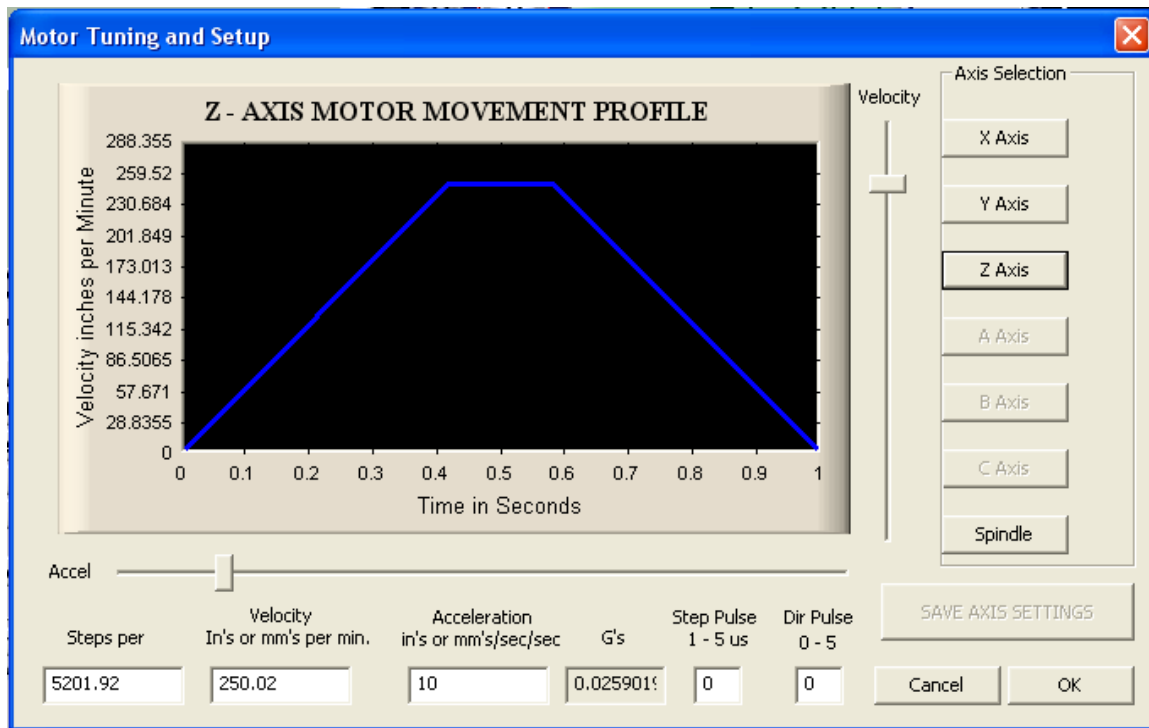 Motor Tuning and Setup
Z - AXIS MOTOR MOVEMENT PROFILE
Velocity inches per Minute
288.355
259.52
230.684
201.849
173.013
144.178
115.342
86.5065
57.671
28.8355
0
0 0.1 0.2 0.3 0.4 0.5 0.6 0.7 0.8 0.9 1
Time in Seconds
Velocity
Axis Selection
X Axis
Y Axis
Z Axis
A Axis
B Axis
C Axis
Spindle
Accel
SAVE AXIS SETTINGS
Steps per
Velocity
In's or mm's per min.
Acceleration
in's or mm's/sec/sec
G's
Step Pulse
1 - 5 us
Dir Pulse
0 - 5
5201.92
250.02
10
0.0259019
0
0
Cancel
OK